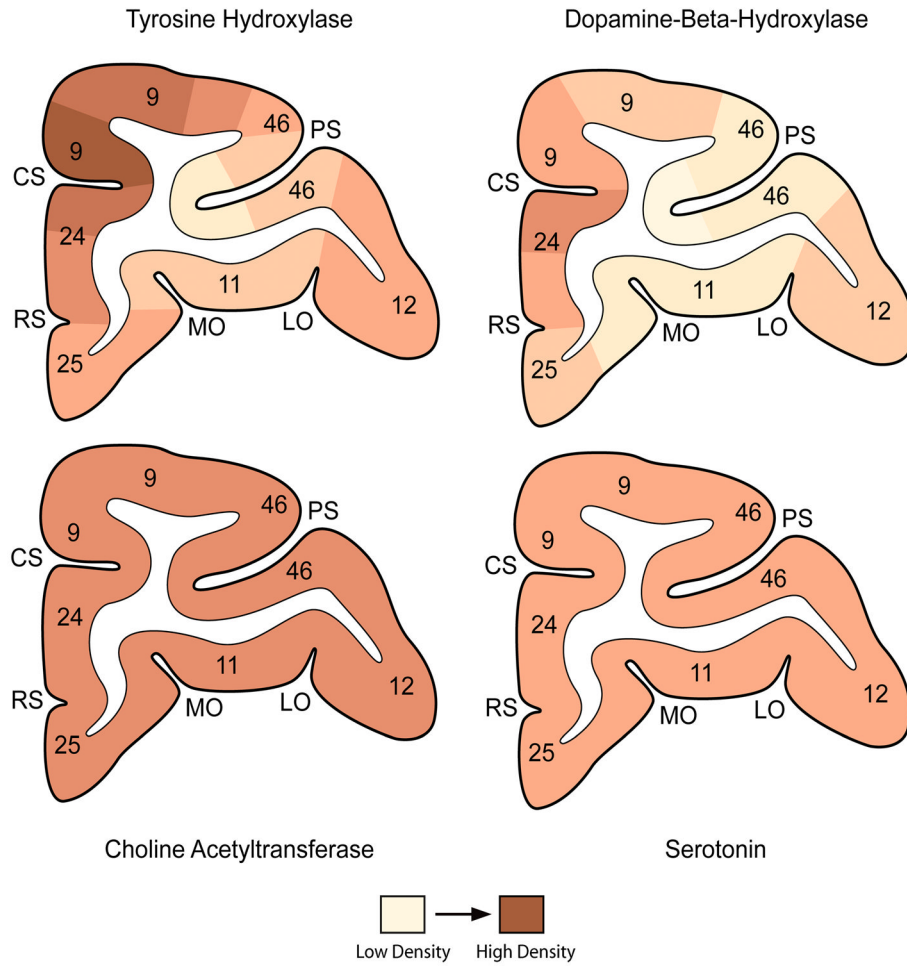 Tyrosine Hydroxylase
Dopamine-Beta-Hydroxylase
9
46
PS
9
CS
46
24
11
12
RS
MO
LO
25
9
46
PS
9
CS
46
24
11
12
RS
MO
LO
25
9
46
PS
9
CS
46
24
11
12
RS
MO
LO
25
9
46
PS
9
CS
46
24
11
12
RS
MO
LO
25
Choline Acetyltransferase
Serotonin
Low Density
High Density